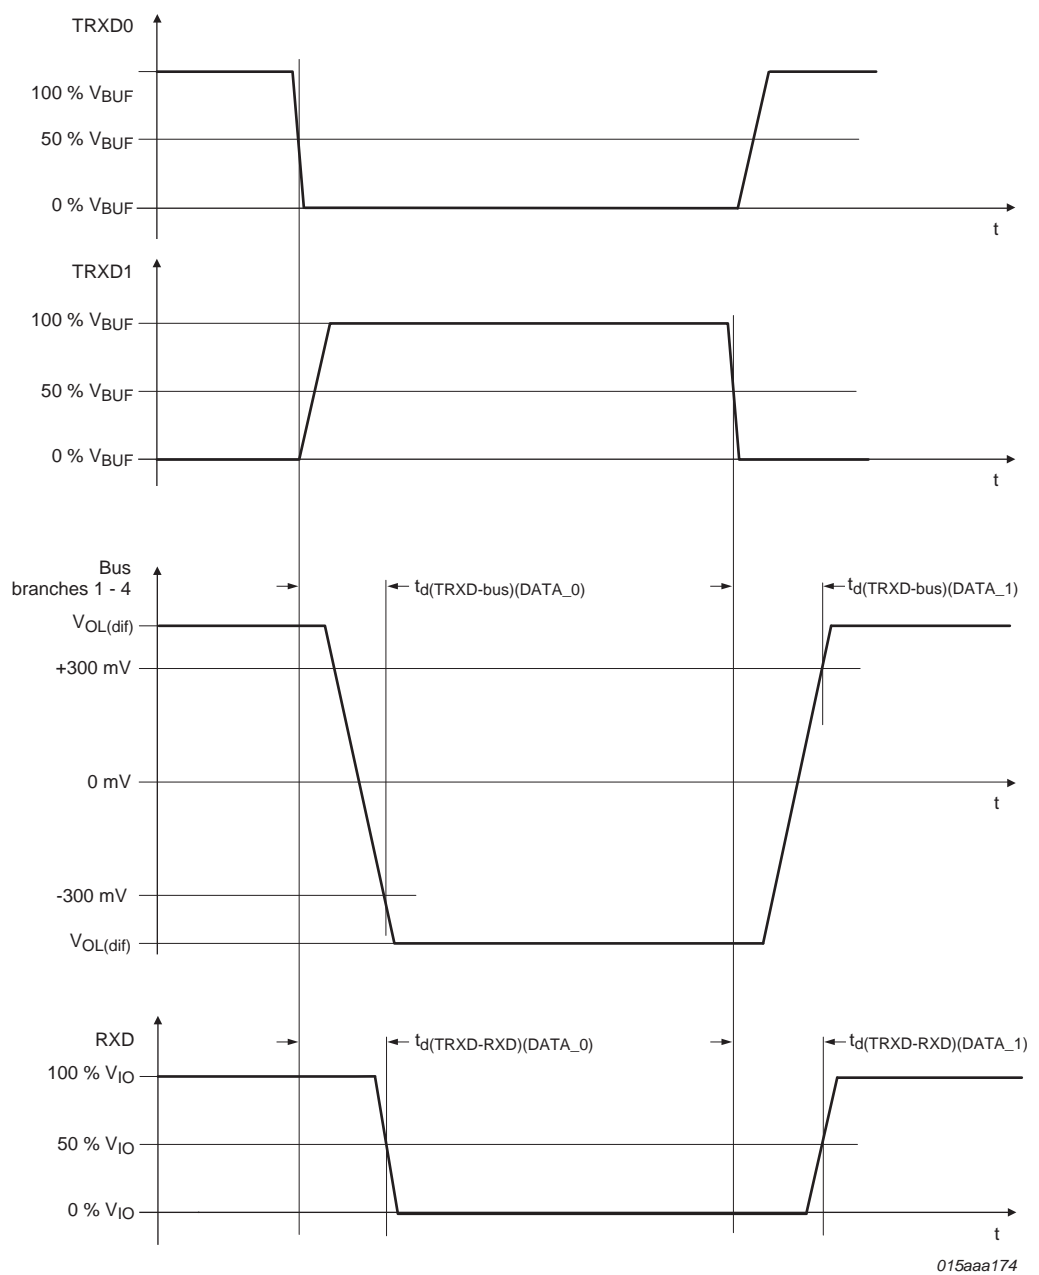 TRXD0
100 % VBUF
50 % VBUF
0 % VBUF
t
TRXD1
100 % VBUF
50 % VBUF
0 % VBUF
t
Bus
branches 1 - 4
td(TRXD-bus)(DATA_0)
td(TRXD-bus)(DATA_1)
VOL(dif)
+300 mV
0 mV
t
-300 mV
VOL(dif)
RXD
td(TRXD-RXD)(DATA_0)
td(TRXD-RXD)(DATA_1)
100 % VIO
50 % VIO
0 % VIO
t
015aaa174